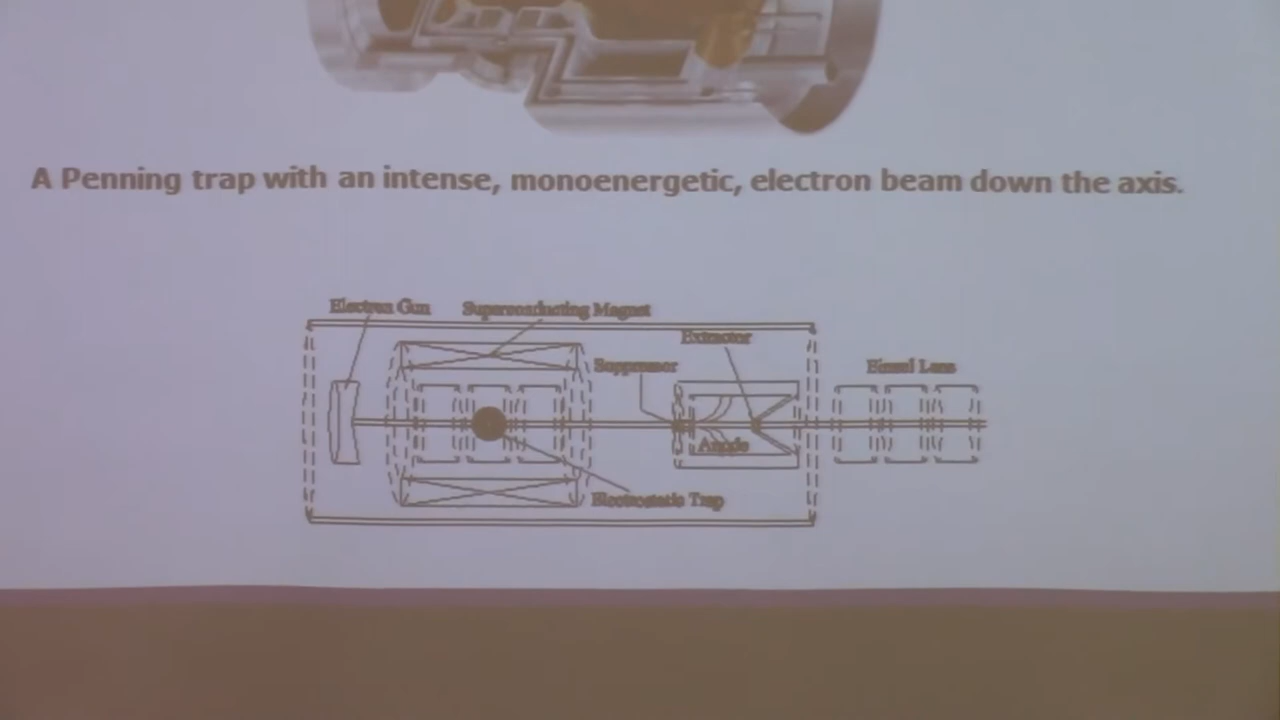 A Penning trap with an intense, monoenergetic, electron beam down the axis.
Electron Gun
Superconducting Magnet
Extractor
Suppressor
Einzel Lens
Anode
Electrostatic Trap